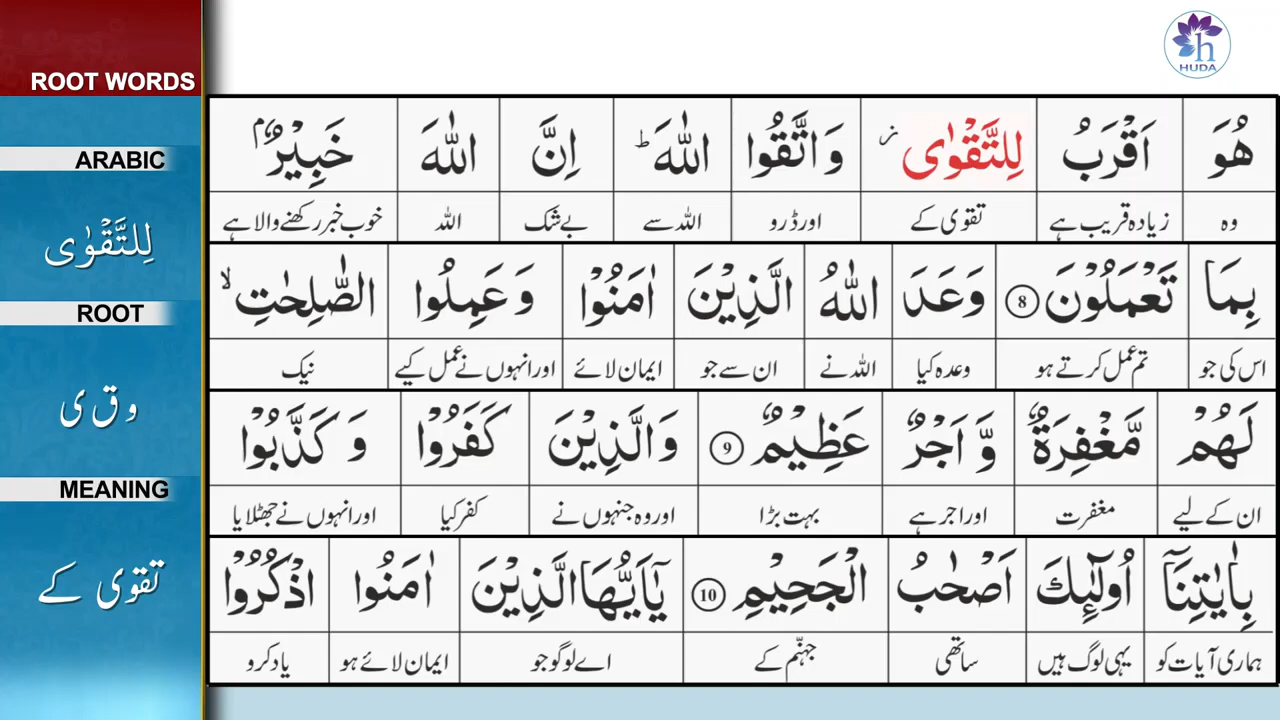 HUDA
ROOT WORDS
ARABIC
لِلتَّقْوٰى
ROOT
و ق ی
MEANING
تقوی کے
هُوَ اَقْرَبُ لِلتَّقْوٰى ز وَاتَّقُوا اللّٰهَ ط اِنَّ اللّٰهَ خَبِيْرٌۢ
وہ زیادہ قریب ہے تقوی کے اور ڈرو اللہ سے بے شک اللہ خوب خبر رکھنے والا ہے
بِمَا تَعْمَلُوْنَ 8 وَعَدَ اللّٰهُ الَّذِيْنَ اٰمَنُوْا وَعَمِلُوا الصّٰلِحٰتِ لا
اس کی جو تم عمل کرتے ہو وعدہ کیا اللہ نے ان سے جو ایمان لائے اور انہوں نے عمل کیے نیک
لَهُمْ مَّغْفِرَةٌ وَّاَجْرٌ عَظِيْمٌ 9 وَالَّذِيْنَ كَفَرُوْا وَكَذَّبُوْا
ان کے لیے مغفرت اور اجر ہے بہت بڑا اور وہ جنہوں نے کفر کیا اور انہوں نے جھٹلایا
بِاٰيٰتِنَاۤ اُولٰٓئِكَ اَصْحٰبُ الْجَحِيْمِ 10 يٰۤاَيُّهَا الَّذِيْنَ اٰمَنُوا اذْكُرُوْا
ہماری آیات کو یہی لوگ ہیں ساتھی جہنّم کے اے لوگو جو ایمان لائے ہو یاد کرو